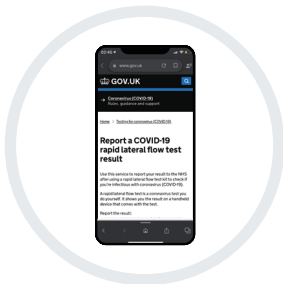 www.gov.uk
GOV.UK
Coronavirus (COVID-19)
Rules, guidance and support
Home
Testing for coronavirus (COVID-19)
Report a COVID-19
rapid lateral flow test
result
Use this service to report your result to the NHS
after using a rapid lateral flow test kit to check if
you're infectious with coronavirus (COVID-19).
A rapid lateral flow test is a coronavirus test you
do yourself. It shows you the result on a handheld
device that comes with the test.
Report the result: